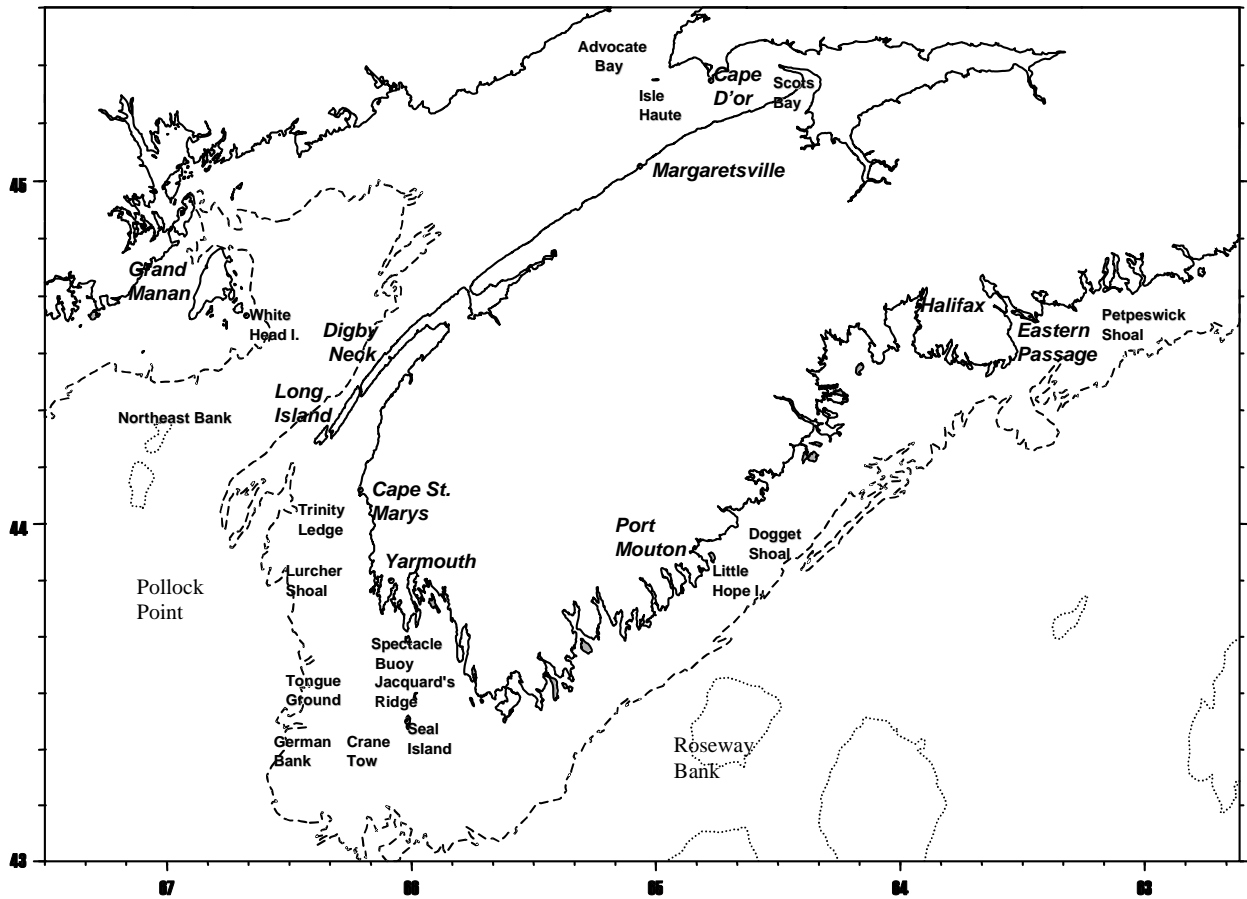 Advocate
Bay
Isle
Haute
Cape
D'or
Scots
Bay
45
Margaretsville
Grand
Manan
White
Head I.
Digby
Neck
Halifax
Eastern
Passage
Petpeswick
Shoal
Long
Island
Northeast Bank
Cape St.
Marys
Trinity
Ledge
44
Port
Mouton
Dogget
Shoal
Yarmouth
Lurcher
Shoal
Little
Hope I.
Pollock
Point
Spectacle
Buoy
Jacquard's
Ridge
Tongue
Ground
Seal
Island
German
Bank
Crane
Tow
Roseway
Bank
43
67
66
65
64
63